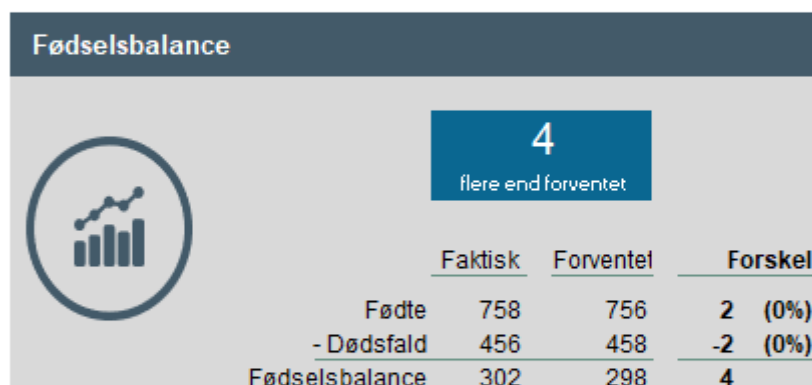 Fødselsbalance
4
flere end forventet
Faktisk Forventet Forskel
Fødte 758 756 2 (0%)
- Dødsfald 456 458 -2 (0%)
Fødselsbalance 302 298 4